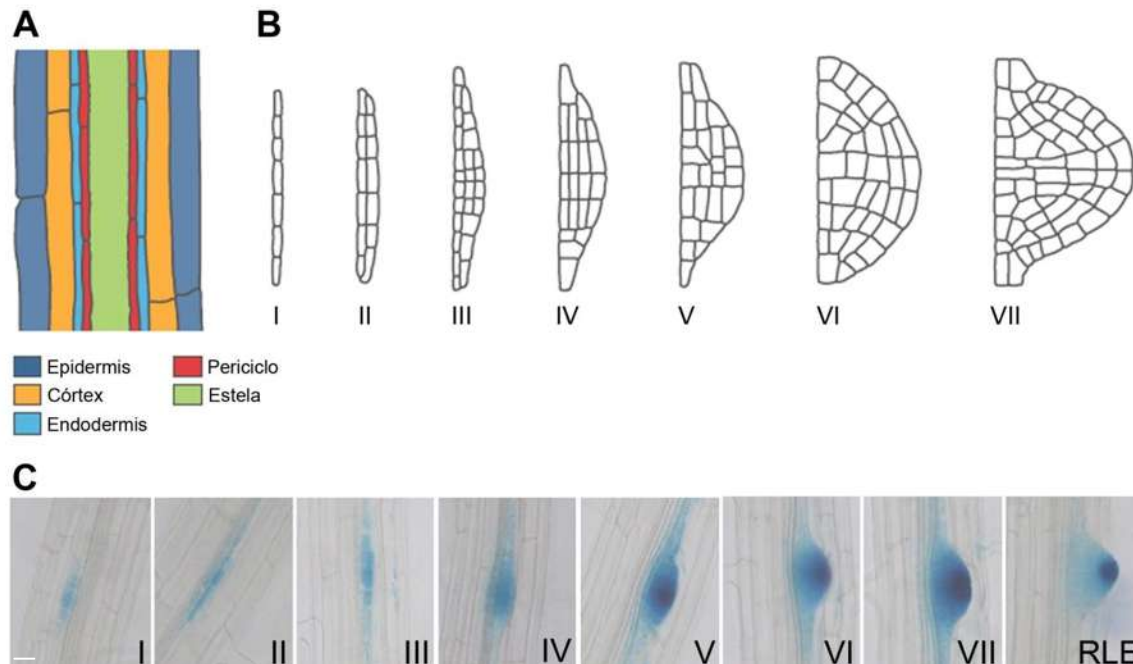 A
B
I
II
III
IV
V
VI
VII
Epidermis
Periciclo
Córtex
Estela
Endodermis
C
I
II
III
IV
V
VI
VII
RLE